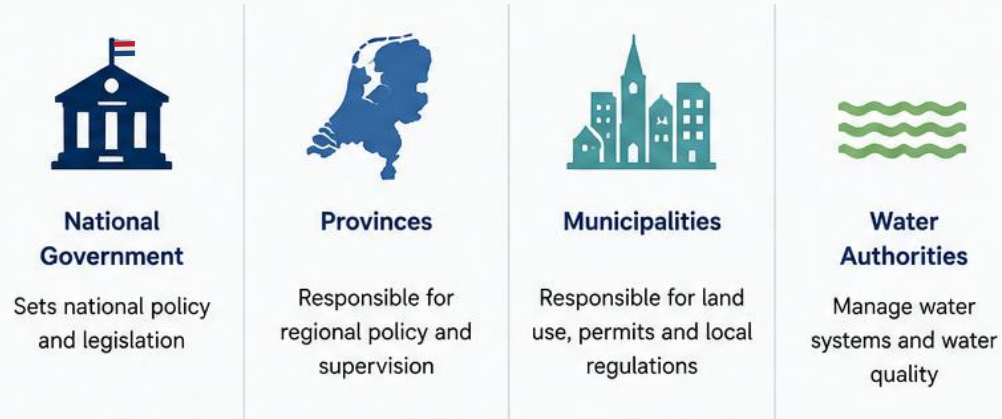 National
Government
Sets national policy
and legislation
Provinces
Responsible for
regional policy and
supervision
Municipalities
Responsible for land
use, permits and local
regulations
Water
Authorities
Manage water
systems and water
quality